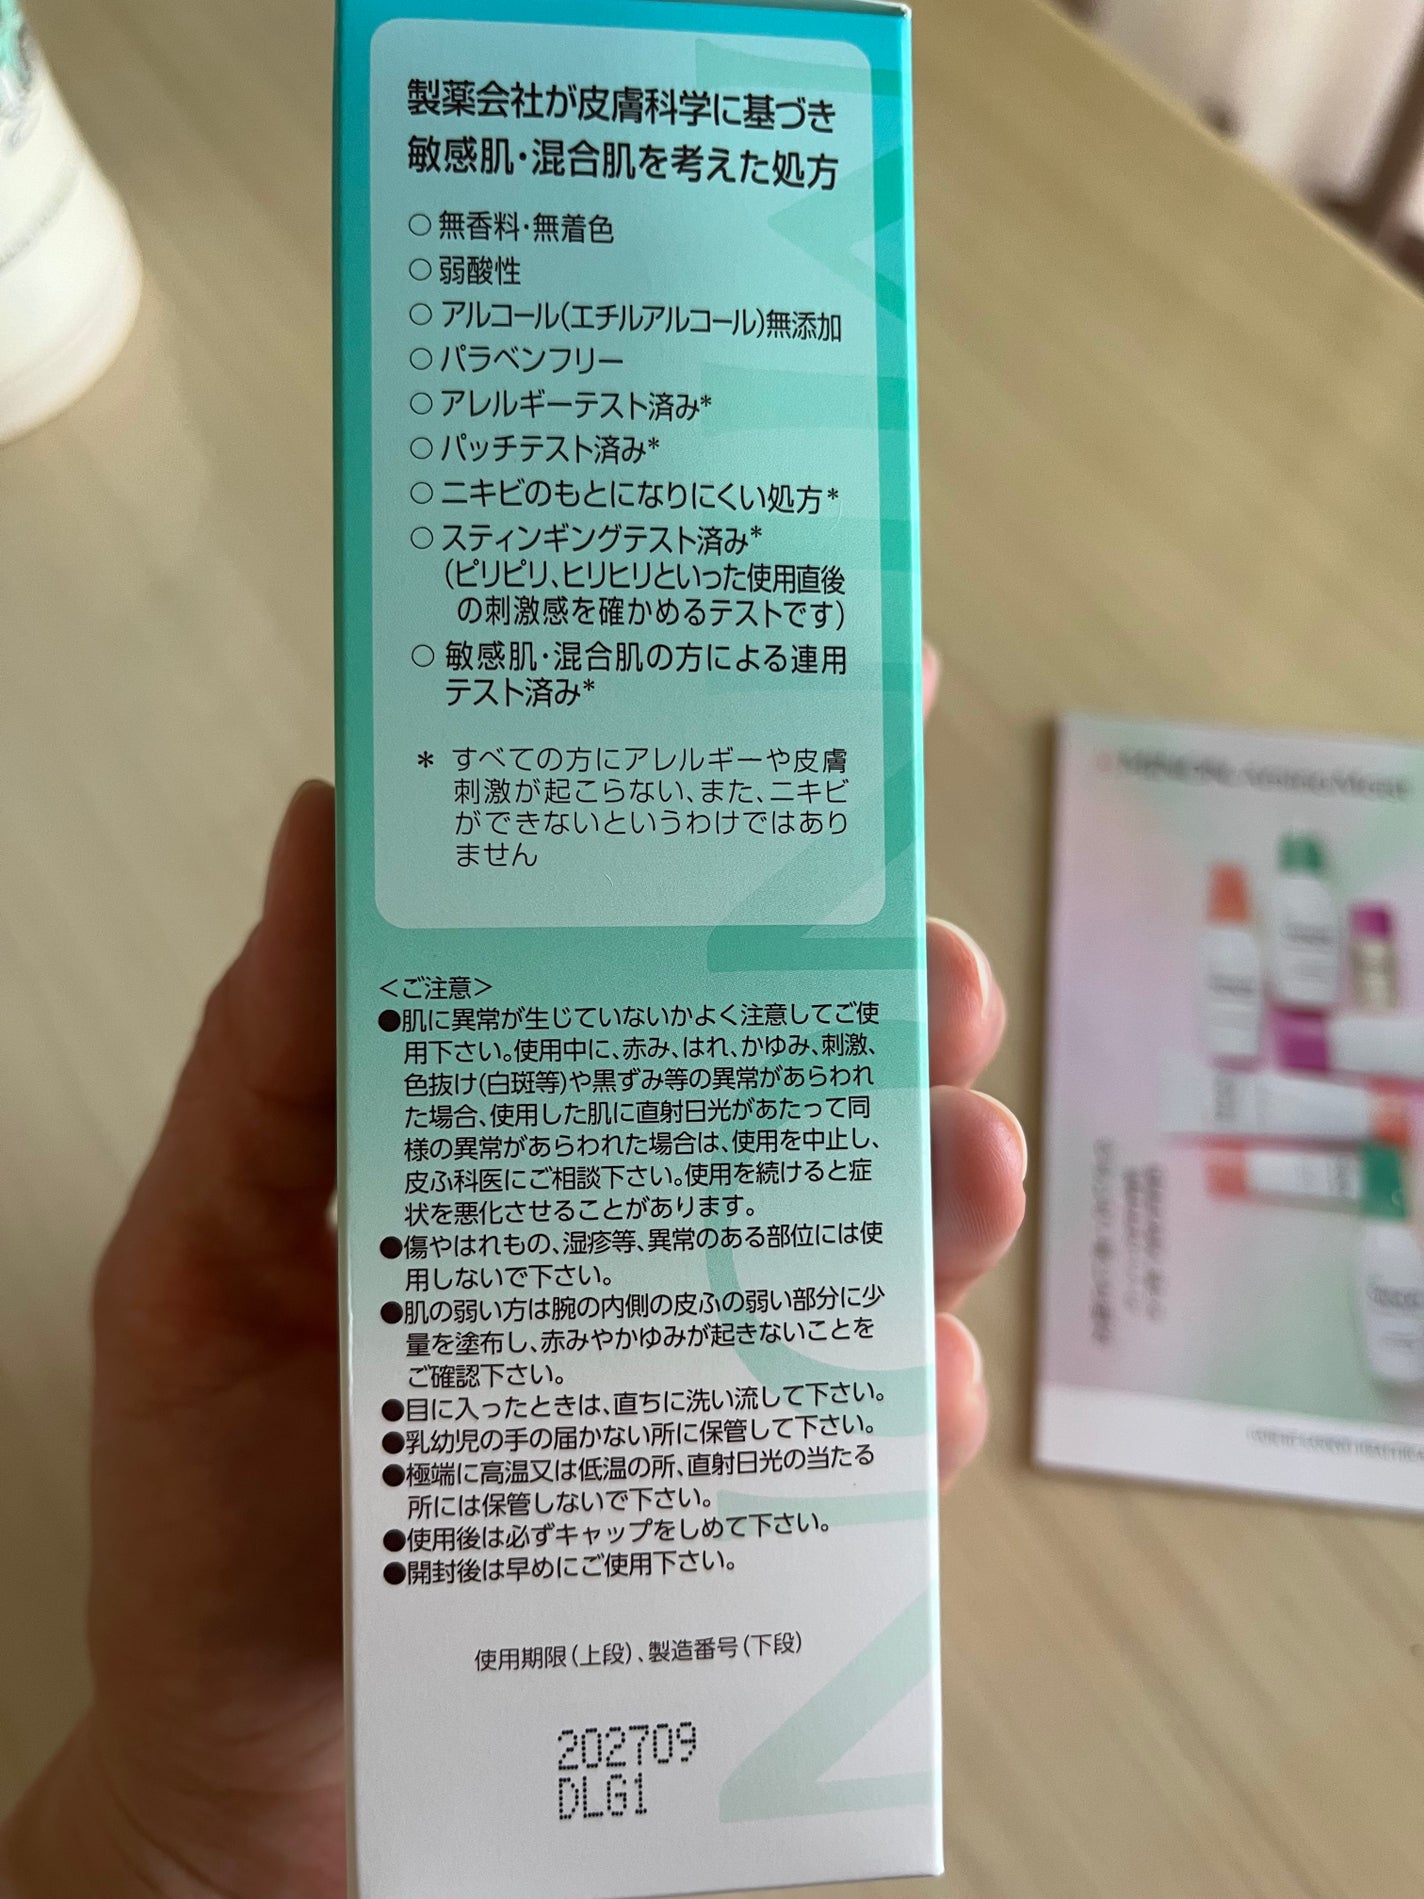 製薬会社が皮膚科学に基づき
敏感肌・混合肌を考えた処方
○ 無香料・無着色
○ 弱酸性
○ アルコール(エチルアルコール)無添加
○ パラベンフリー
○ アレルギーテスト済み*
○ パッチテスト済み*
○ ニキビのもとになりにくい処方*
○ スティンギングテスト済み*
(ピリピリ、ヒリヒリといった使用直後
の刺激感を確かめるテストです)
○ 敏感肌・混合肌の方による連用
テスト済み*
* すべての方にアレルギーや皮膚
刺激が起こらない、また、ニキビ
ができないというわけではあり
ません
<ご注意>
●肌に異常が生じていないかよく注意してご使
用下さい。使用中に、赤み、はれ、かゆみ、刺激、
色抜け(白斑等)や黒ずみ等の異常があらわれ
た場合、使用した肌に直射日光があたって同
様の異常があらわれた場合は、使用を中止し、
皮ふ科医にご相談下さい。使用を続けると症
状を悪化させることがあります。
●傷やはれもの、湿疹等、異常のある部位には使
用しないで下さい。
●肌の弱い方は腕の内側の皮ふの弱い部分に少
量を塗布し、赤みやかゆみが起きないことを
ご確認下さい。
●目に入ったときは、直ちに洗い流して下さい。
●乳幼児の手の届かない所に保管して下さい。
●極端に高温又は低温の所、直射日光の当たる
所には保管しないで下さい。
●使用後は必ずキャップをしめて下さい。
●開封後は早めにご使用下さい。
使用期限(上段)、製造番号(下段)
202709
DLG1
MINON Amino Moist